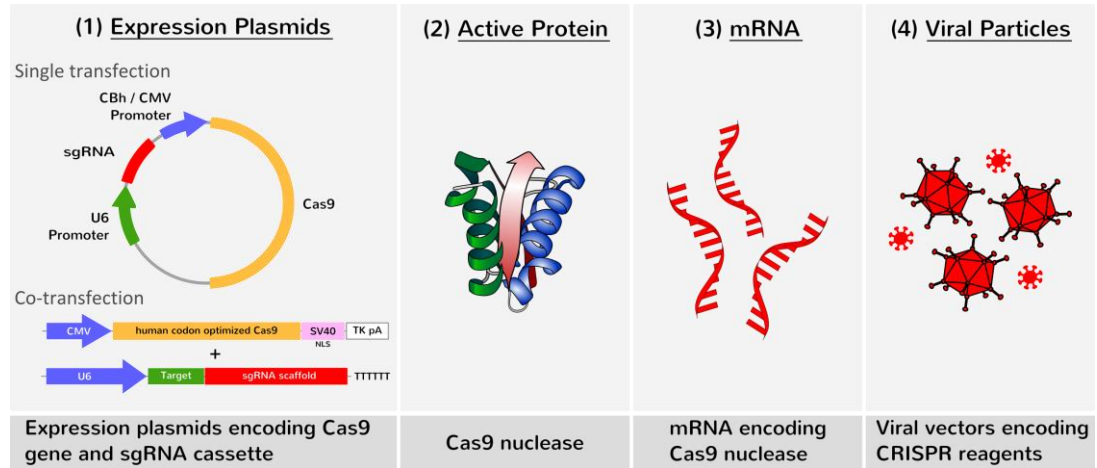 (1) Expression Plasmids
Single transfection
CBh / CMV
Promoter
sgRNA
U6
Promoter
Cas9
Co-transfection
CMV human codon optimized Cas9 SV40 TK pA
NLS
+
U6 Target sgRNA scaffold TTTTTT
Expression plasmids encoding Cas9
gene and sgRNA cassette
(2) Active Protein
Cas9 nuclease
(3) mRNA
mRNA encoding
Cas9 nuclease
(4) Viral Particles
Viral vectors encoding
CRISPR reagents